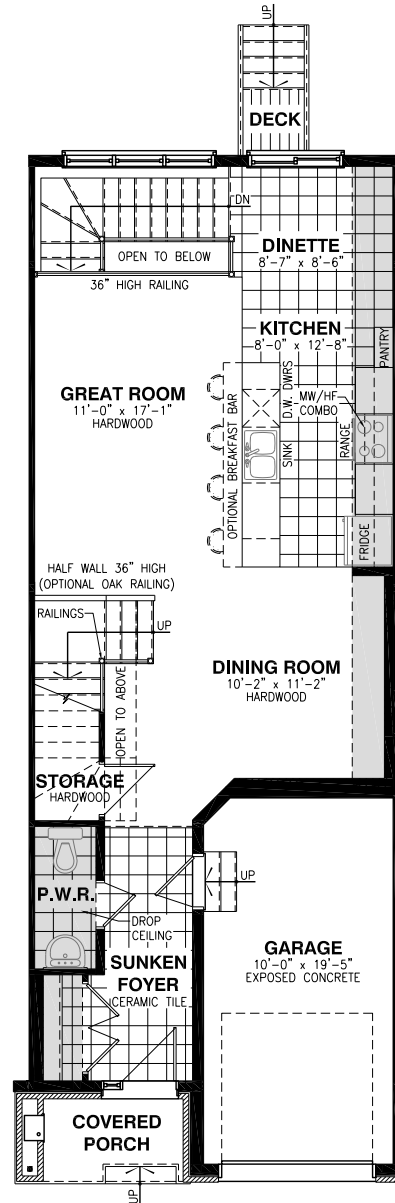 UP
DECK
DN
OPEN TO BELOW
36" HIGH RAILING
DINETTE
8'-7" x 8'-6"
KITCHEN
8'-0" x 12'-8"
PANTRY
GREAT ROOM
11'-0" x 17'-1"
HARDWOOD
OPTIONAL BREAKFAST BAR
D.W. DWRS
SINK
MW/HF
COMBO
RANGE
FRIDGE
HALF WALL 36" HIGH
(OPTIONAL OAK RAILING)
RAILINGS
UP
OPEN TO ABOVE
DINING ROOM
10'-2" x 11'-2"
HARDWOOD
STORAGE
HARDWOOD
P.W.R.
DROP
CEILING
UP
SUNKEN
FOYER
CERAMIC TILE
GARAGE
10'-0" x 19'-5"
EXPOSED CONCRETE
COVERED
PORCH
UP